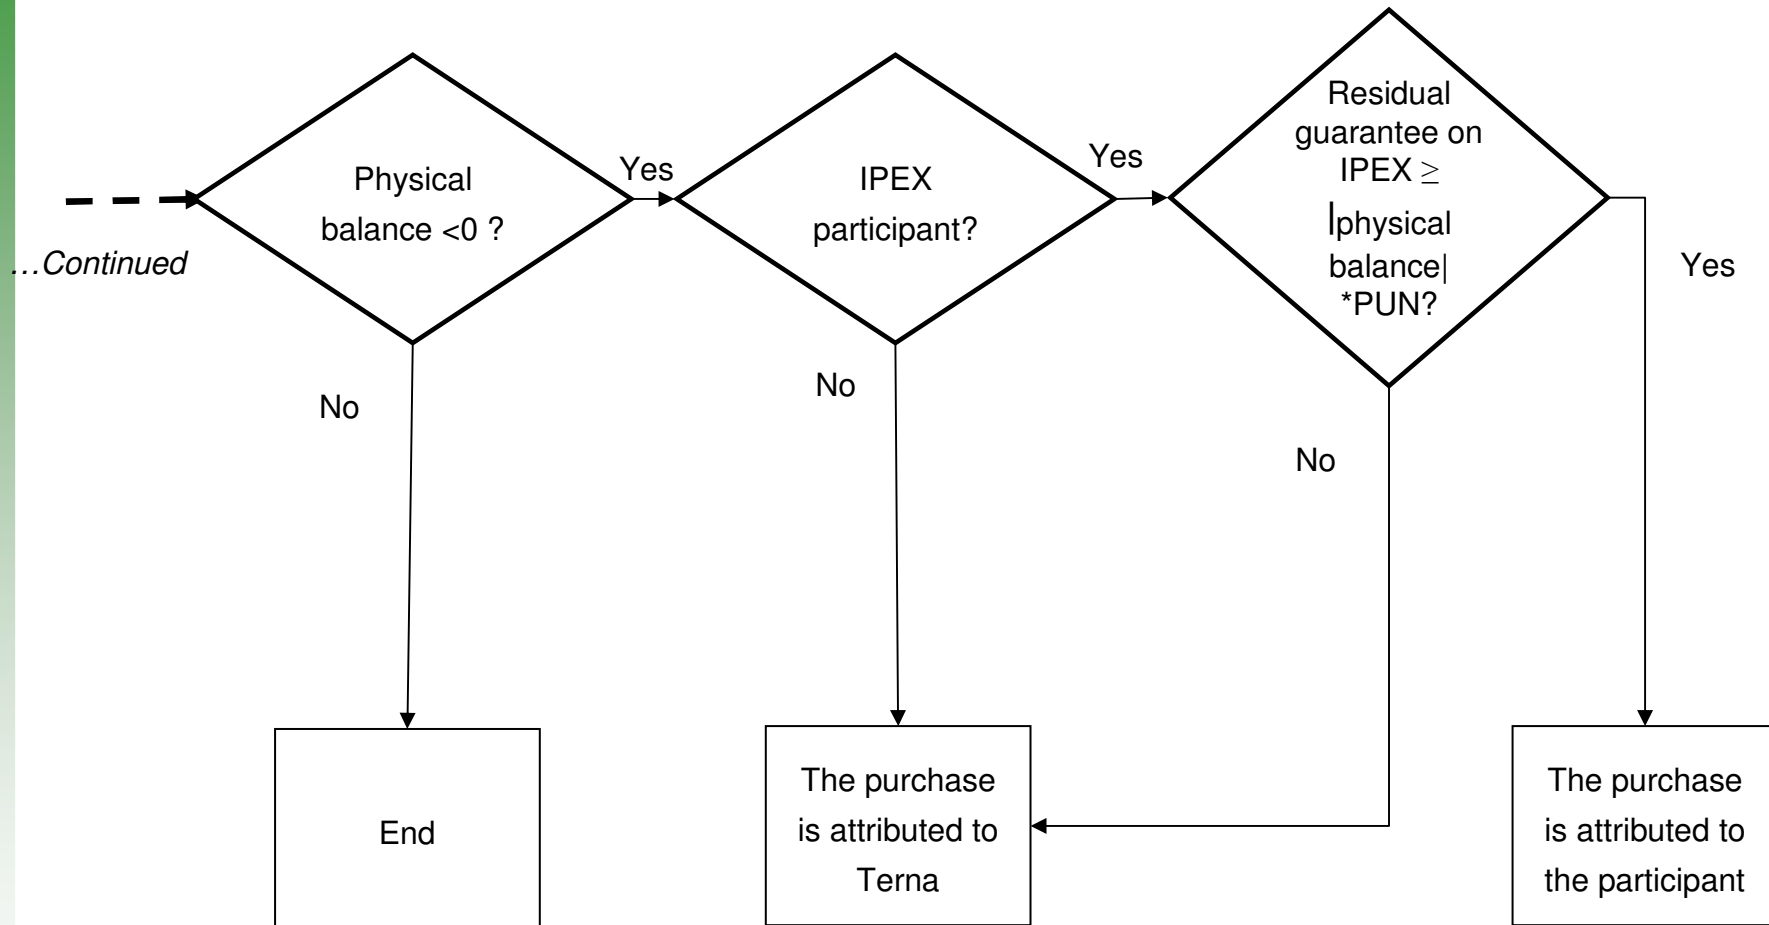 …Continued
Physical
balance <0 ?
Yes
No
IPEX
participant?
Yes
No
Residual
guarantee on
IPEX ≥
|physical
balance|
*PUN?
Yes
No
End
The purchase
is attributed to
Terna
The purchase
is attributed to
the participant